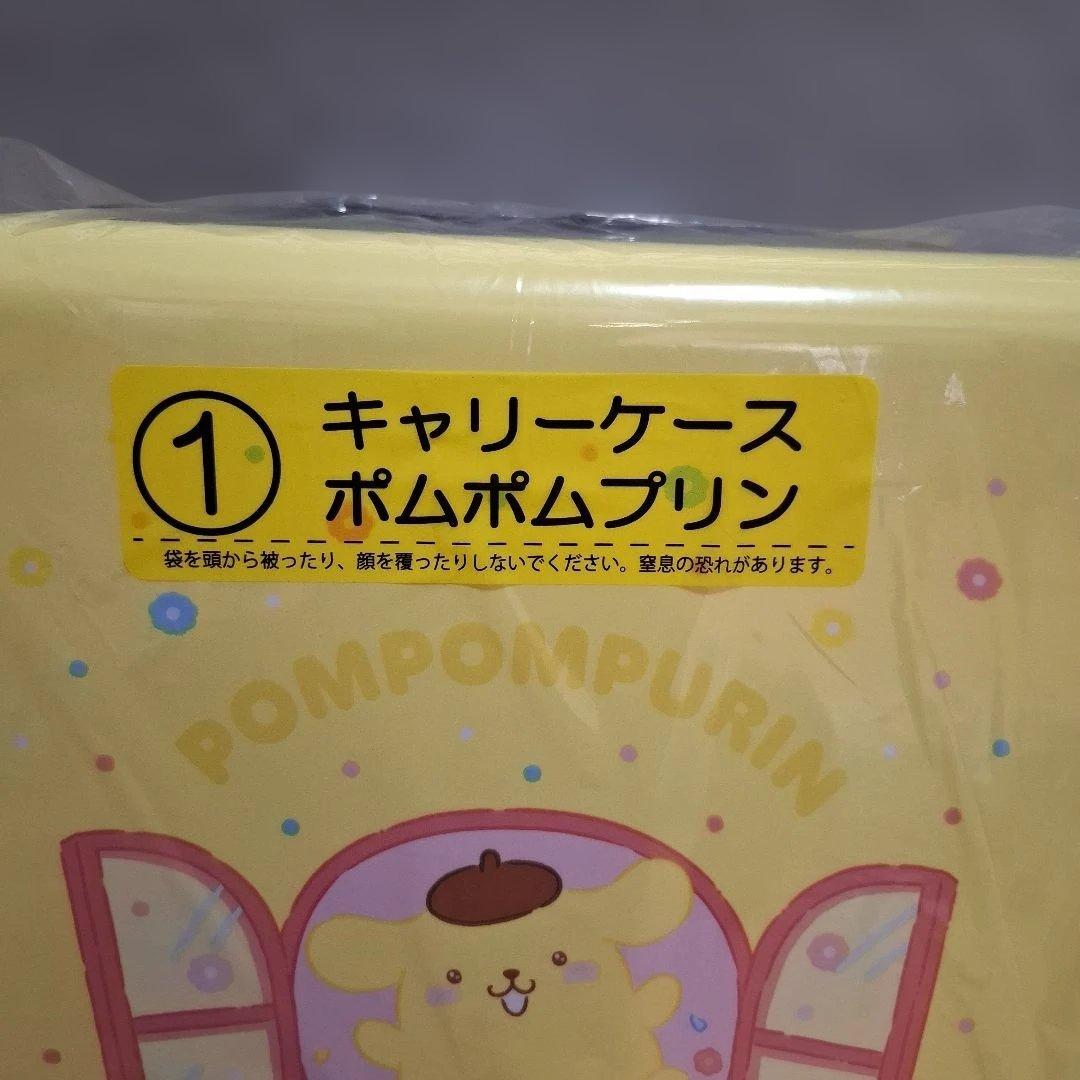 ① キャリーケース
ポムポムプリン
袋を頭から被ったり、顔を覆ったりしないでください。窒息の恐れがあります。
POMPOMPURIN